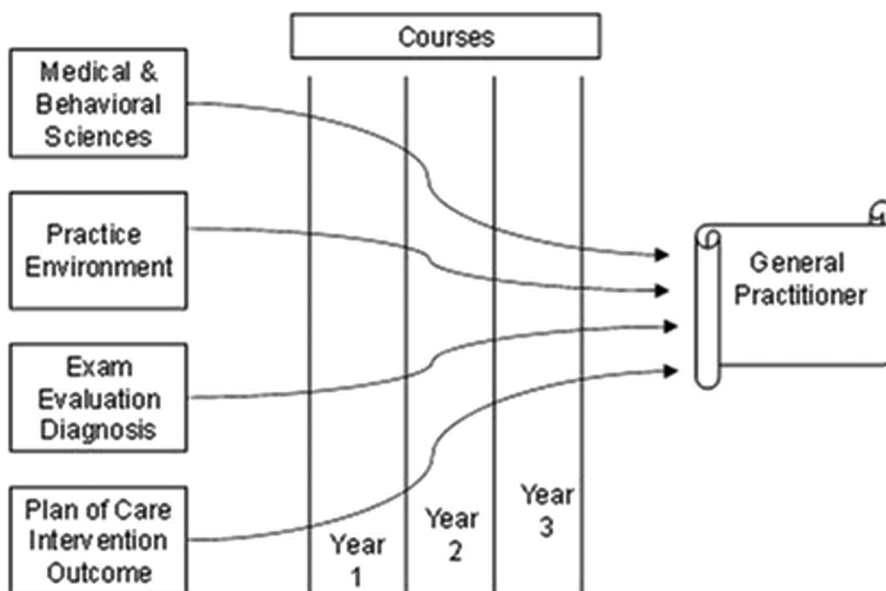 Courses
Medical &
Behavioral
Sciences
Practice
Environment
Exam
Evaluation
Diagnosis
Plan of Care
Intervention
Outcome
Year
1
Year
2
Year
3
General
Practitioner